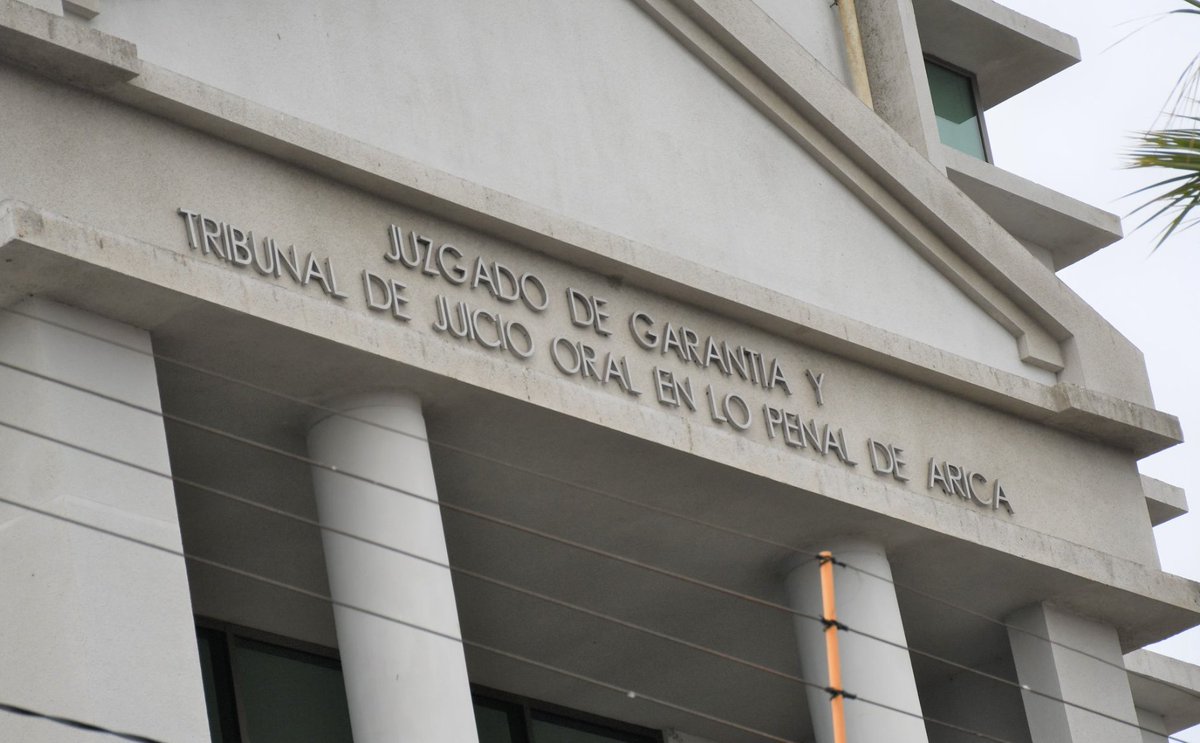 JUZGADO DE GARANTIA Y
TRIBUNAL DE JUICIO ORAL EN LO PENAL DE ARICA